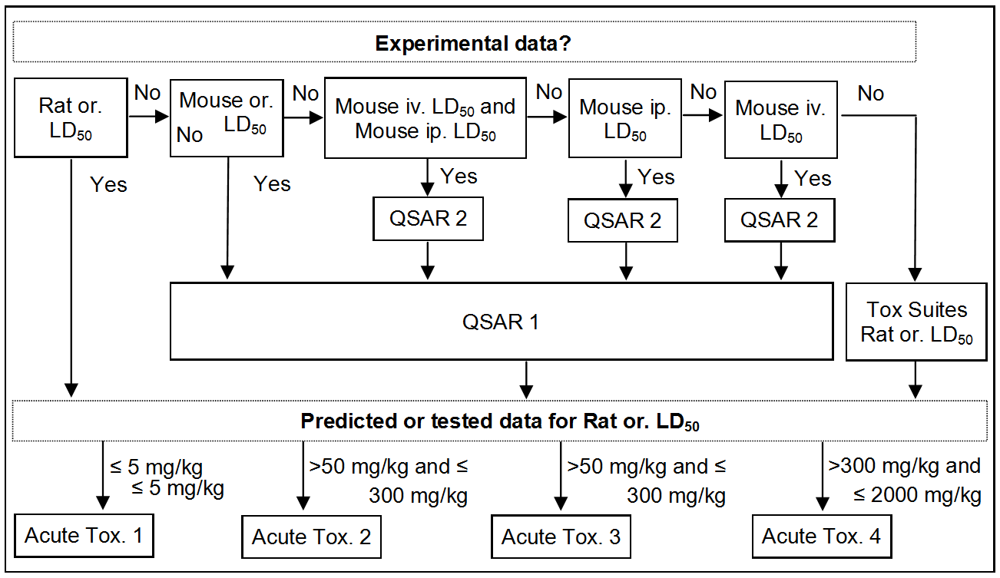 Experimental data?
Rat or.
LD50
No
Mouse or.
No LD50
No
Mouse iv. LD50 and
Mouse ip. LD50
No
Mouse ip.
LD50
No
Mouse iv.
LD50
No
Yes
Yes
Yes
Yes
Yes
QSAR 2
QSAR 2
QSAR 2
QSAR 1
Tox Suites
Rat or. LD50
Predicted or tested data for Rat or. LD50
≤ 5 mg/kg
≤ 5 mg/kg
>50 mg/kg and ≤
300 mg/kg
>50 mg/kg and ≤
300 mg/kg
>300 mg/kg and
≤ 2000 mg/kg
Acute Tox. 1
Acute Tox. 2
Acute Tox. 3
Acute Tox. 4